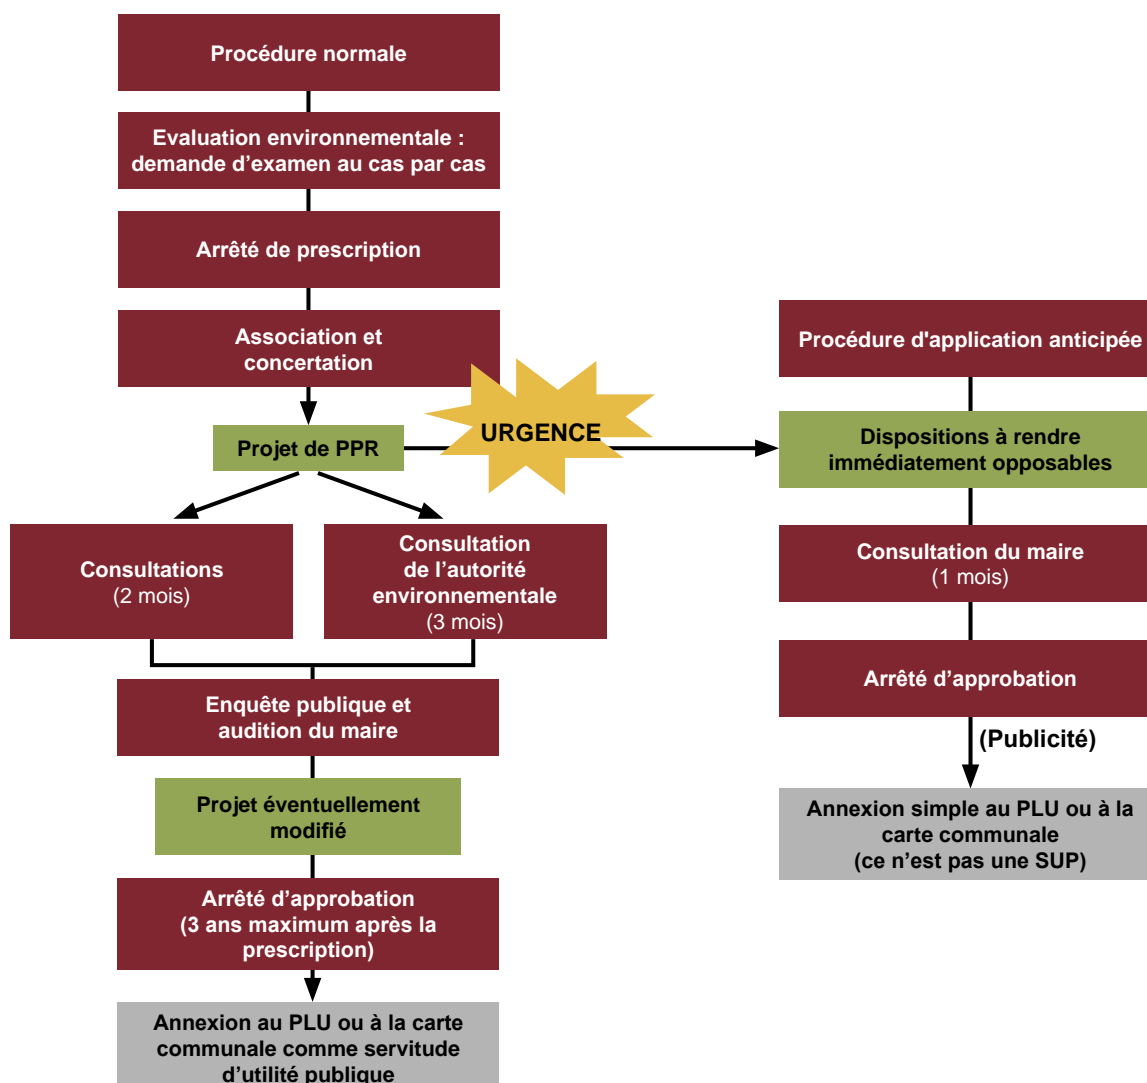 Procédure normale
Evaluation environnementale :
demande d’examen au cas par cas
Arrêté de prescription
Association et
concertation
Projet de PPR
URGENCE
Consultations
(2 mois)
Consultation
de l’autorité
environnementale
(3 mois)
Enquête publique et
audition du maire
Projet éventuellement
modifié
Arrêté d’approbation
(3 ans maximum après la
prescription)
Annexion au PLU ou à la carte
communale comme servitude
d’utilité publique
Procédure d'application anticipée
Dispositions à rendre
immédiatement opposables
Consultation du maire
(1 mois)
Arrêté d’approbation
(Publicité)
Annexion simple au PLU ou à la
carte communale
(ce n’est pas une SUP)